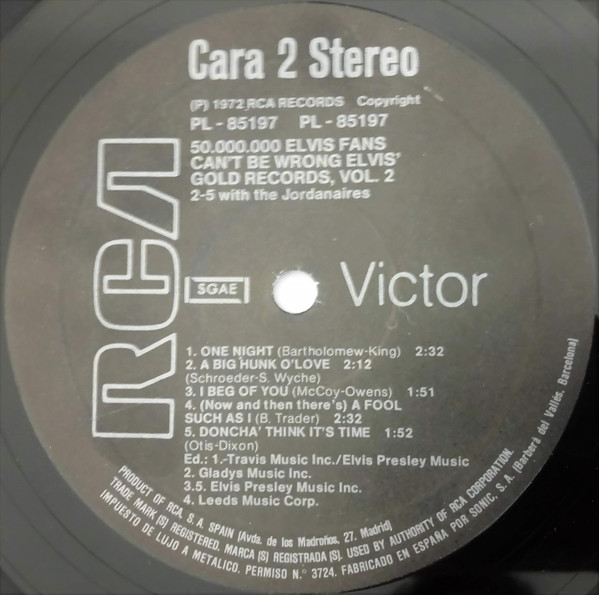 Cara 2 Stereo
(P) 1972 RCA RECORDS Copyright
PL - 85197 PL - 85197
50.000.000 ELVIS FANS
CAN'T BE WRONG ELVIS'
GOLD RECORDS, VOL. 2
2-5 with the Jordanaires
RCA
SGAE
Victor
1. ONE NIGHT (Bartholomew-King) 2:32
2. A BIG HUNK O'LOVE 2:12
(Schroeder-S. Wyche)
3. I BEG OF YOU (McCoy-Owens) 1:51
4. (Now and then there's) A FOOL
SUCH AS I (B. Trader) 2:32
5. DONCHA' THINK IT'S TIME 1:52
(Otis-Dixon)
Ed.: 1.-Travis Music Inc./Elvis Presley Music
2. Gladys Music Inc.
3.5. Elvis Presley Music Inc.
4. Leeds Music Corp.
PRODUCT OF RCA, S. A. SPAIN (Avda. de los Madroños, 27. Madrid)
TRADE MARK (S) REGISTERED. MARCA (S) REGISTRADA (S). USED BY AUTHORITY OF RCA CORPORATION.
IMPUESTO DE LUJO A METALICO. PERMISO N.° 3724. FABRICADO EN ESPAÑA POR SONIC, S. A. (Barberá del Vallés. Barcelona)